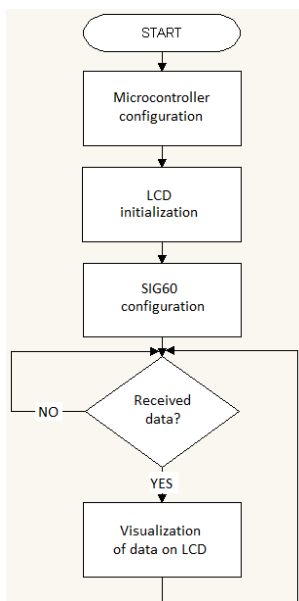 START
Microcontroller
configuration
LCD
initialization
SIG60
configuration
Received
data?
NO
YES
Visualization
of data on LCD